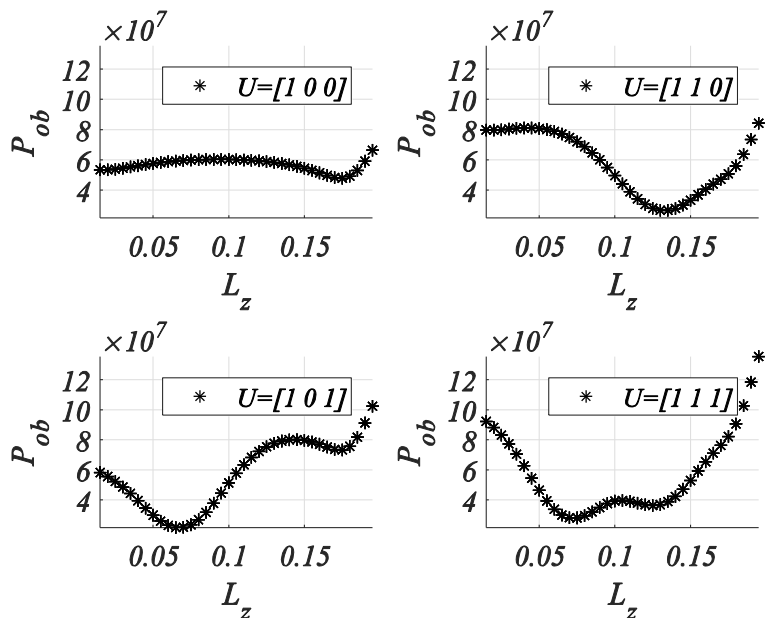 ×10^7
U=[1 0 0]
P_ob
12
10
8
6
4
0.05 0.1 0.15
L_z
×10^7
U=[1 1 0]
P_ob
12
10
8
6
4
0.05 0.1 0.15
L_z
×10^7
U=[1 0 1]
P_ob
12
10
8
6
4
0.05 0.1 0.15
L_z
×10^7
U=[1 1 1]
P_ob
12
10
8
6
4
0.05 0.1 0.15
L_z